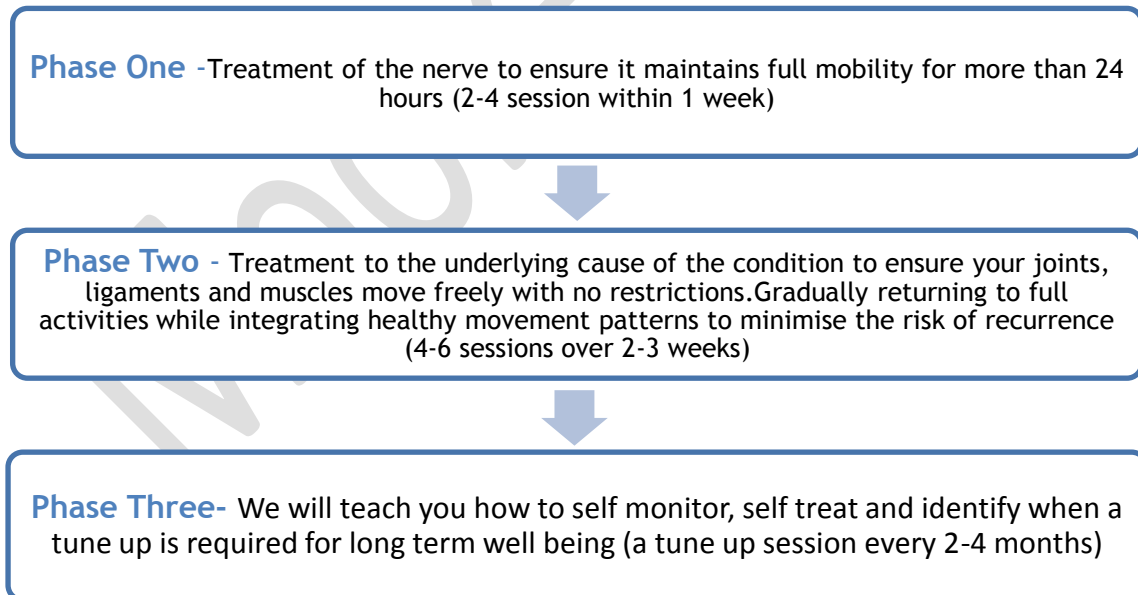 Phase One -Treatment of the nerve to ensure it maintains full mobility for more than 24
hours (2-4 session within 1 week)
Phase Two - Treatment to the underlying cause of the condition to ensure your joints,
ligaments and muscles move freely with no restrictions.Gradually returning to full
activities while integrating healthy movement patterns to minimise the risk of recurrence
(4-6 sessions over 2-3 weeks)
Phase Three- We will teach you how to self monitor, self treat and identify when a
tune up is required for long term well being (a tune up session every 2-4 months)